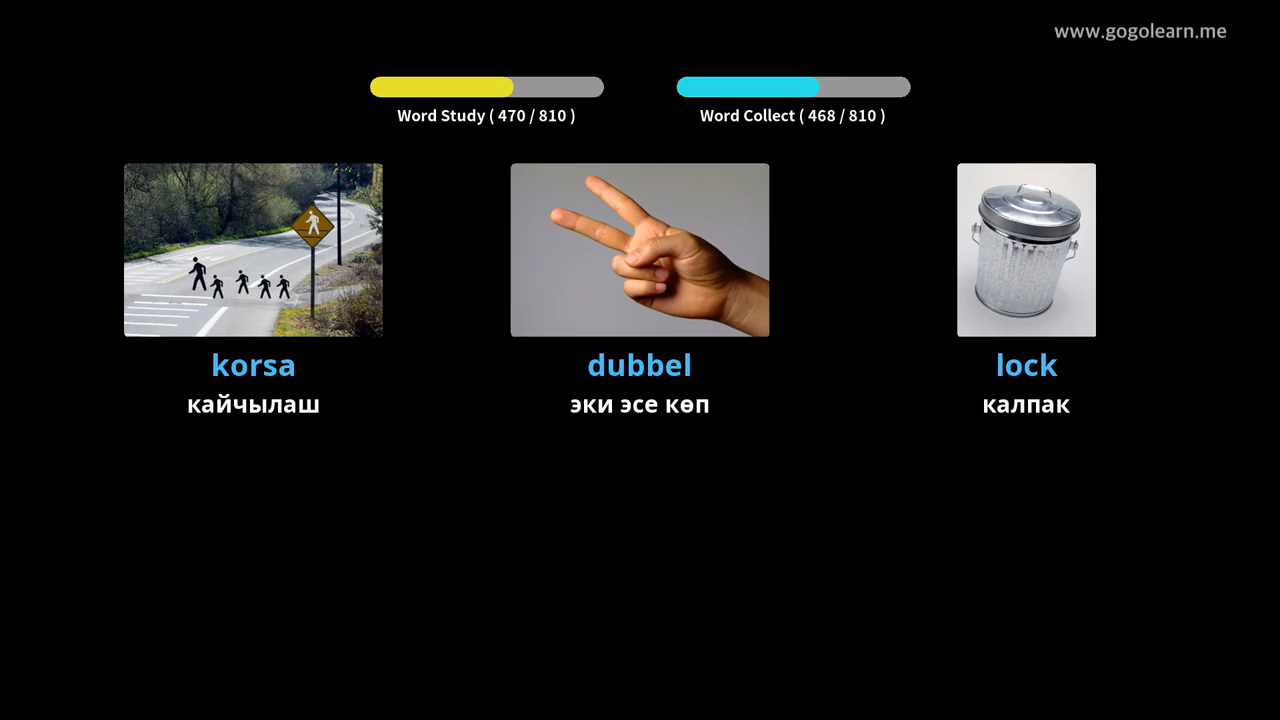 www.gogolearn.me
Word Study ( 470 / 810 )
Word Collect ( 468 / 810 )
korsa
dubbel
lock
кайчылаш
эки эсе көп
калпак